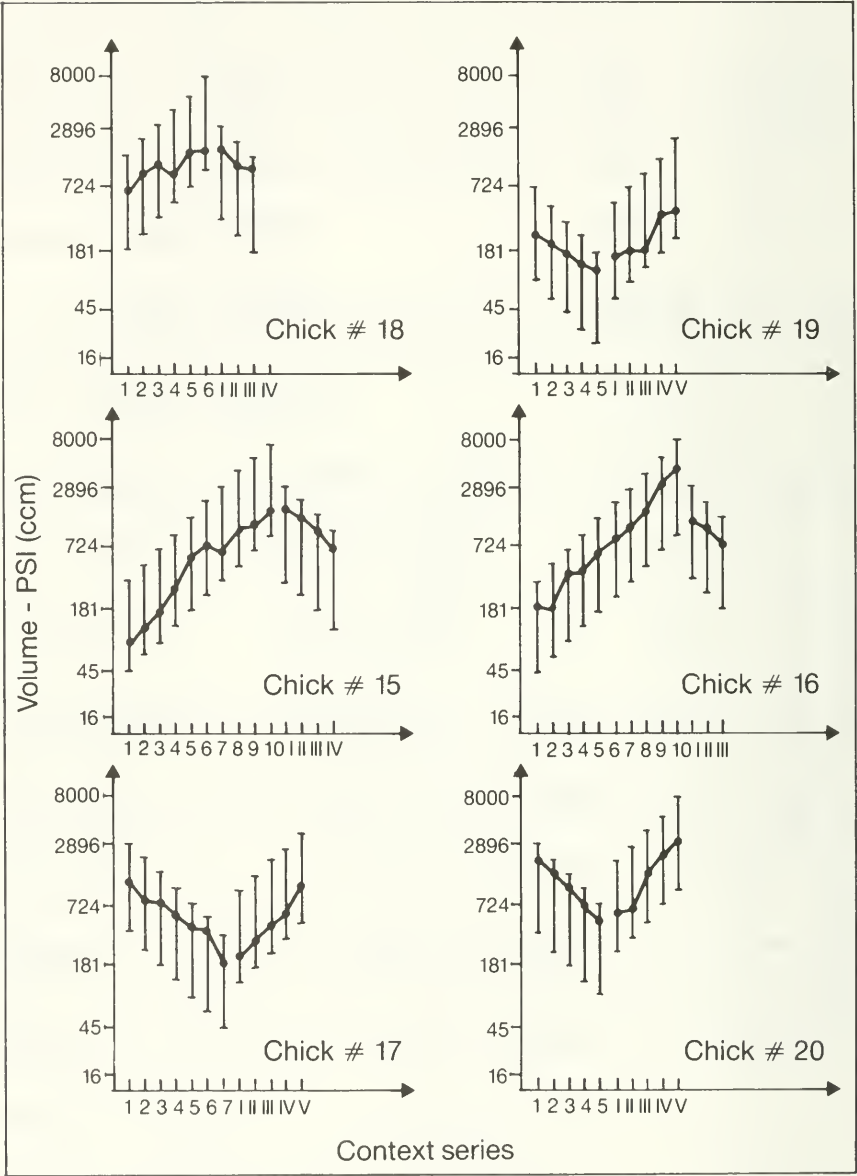 8000
2896
724
181
45
16
Chick # 18
1 2 3 4 5 6 I II III IV
8000
2896
724
181
45
16
Chick # 19
1 2 3 4 5 I II III IV V
Volume - PSI (ccm)
8000
2896
724
181
45
16
Chick # 15
1 2 3 4 5 6 7 8 9 10 I II III IV
8000
2896
724
181
45
16
Chick # 16
1 2 3 4 5 6 7 8 9 10 I II III
8000
2896
724
181
45
16
Chick # 17
1 2 3 4 5 6 7 I II III IV V
8000
2896
724
181
45
16
Chick # 20
1 2 3 4 5 I II III IV V
Context series